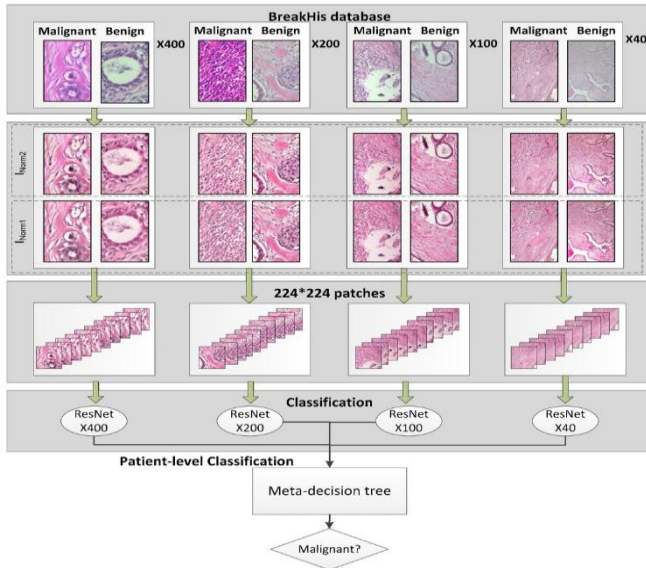 BreakHis database
Malignant Benign X400
Malignant Benign X200
Malignant Benign X100
Malignant Benign X40
INorm2
INorm1
224*224 patches
Classification
ResNet
X400
ResNet
X200
ResNet
X100
ResNet
X40
Patient-level Classification
Meta-decision tree
Malignant?